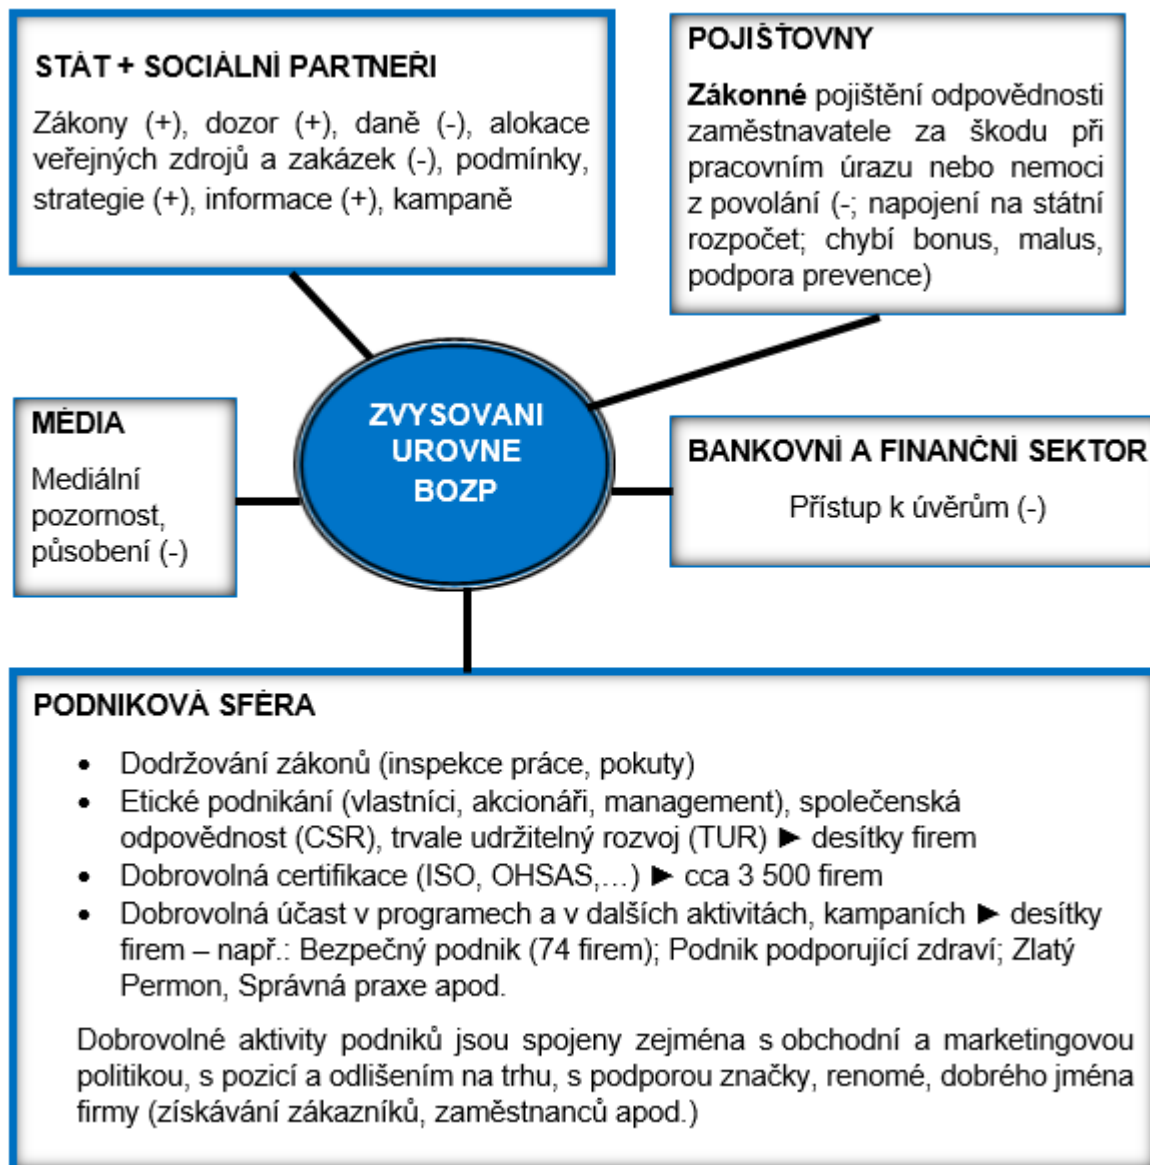 STÁT + SOCIÁLNÍ PARTNEŘI
Zákony (+), dozor (+), daně (-), alokace
veřejných zdrojů a zakázek (-), podmínky,
strategie (+), informace (+), kampaně
POJIŠŤOVNY
Zákonné pojištění odpovědnosti
zaměstnavatele za škodu při
pracovním úrazu nebo nemoci
z povolání (-; napojení na státní
rozpočet; chybí bonus, malus,
podpora prevence)
MÉDIA
Mediální
pozornost,
působení (-)
ZVYSOVANI
UROVNE
BOZP
BANKOVNÍ A FINANČNÍ SEKTOR
Přístup k úvěrům (-)
PODNIKOVÁ SFÉRA
• Dodržování zákonů (inspekce práce, pokuty)
• Etické podnikání (vlastníci, akcionáři, management), společenská
odpovědnost (CSR), trvale udržitelný rozvoj (TUR) ► desítky firem
• Dobrovolná certifikace (ISO, OHSAS,…) ► cca 3 500 firem
• Dobrovolná účast v programech a v dalších aktivitách, kampaních ► desítky
firem – např.: Bezpečný podnik (74 firem); Podnik podporující zdraví; Zlatý
Permon, Správná praxe apod.
Dobrovolné aktivity podniků jsou spojeny zejména s obchodní a marketingovou
politikou, s pozicí a odlišením na trhu, s podporou značky, renomé, dobrého jména
firmy (získávání zákazníků, zaměstnanců apod.)